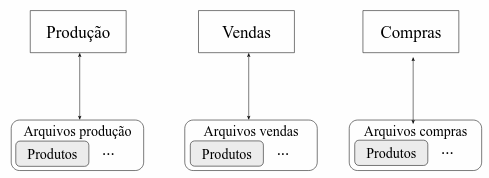 Produção Vendas Compras
Arquivos produção Arquivos vendas Arquivos compras
Produtos ... Produtos ... Produtos ...